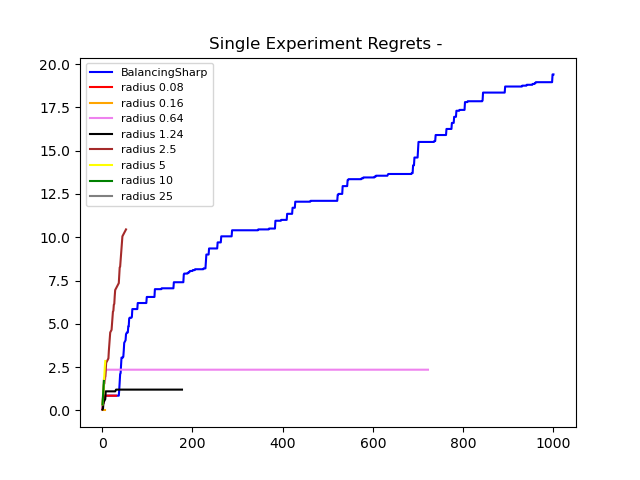 Single Experiment Regrets -
20.0
17.5
15.0
12.5
10.0
7.5
5.0
2.5
0.0
BalancingSharp
radius 0.08
radius 0.16
radius 0.64
radius 1.24
radius 2.5
radius 5
radius 10
radius 25
0 200 400 600 800 1000